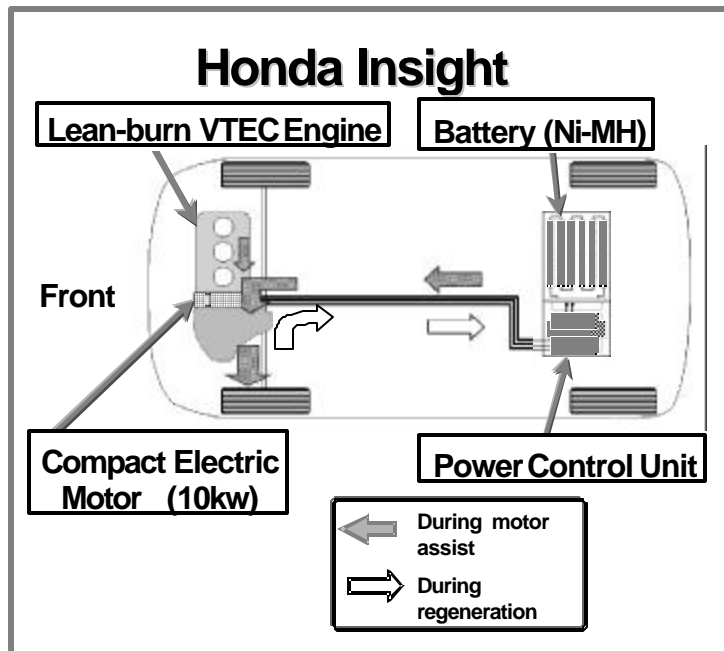 Honda Insight
Lean-burn VTEC Engine
Battery (Ni-MH)
Front
Compact Electric
Motor (10kw)
Power Control Unit
During motor
assist
During
regeneration